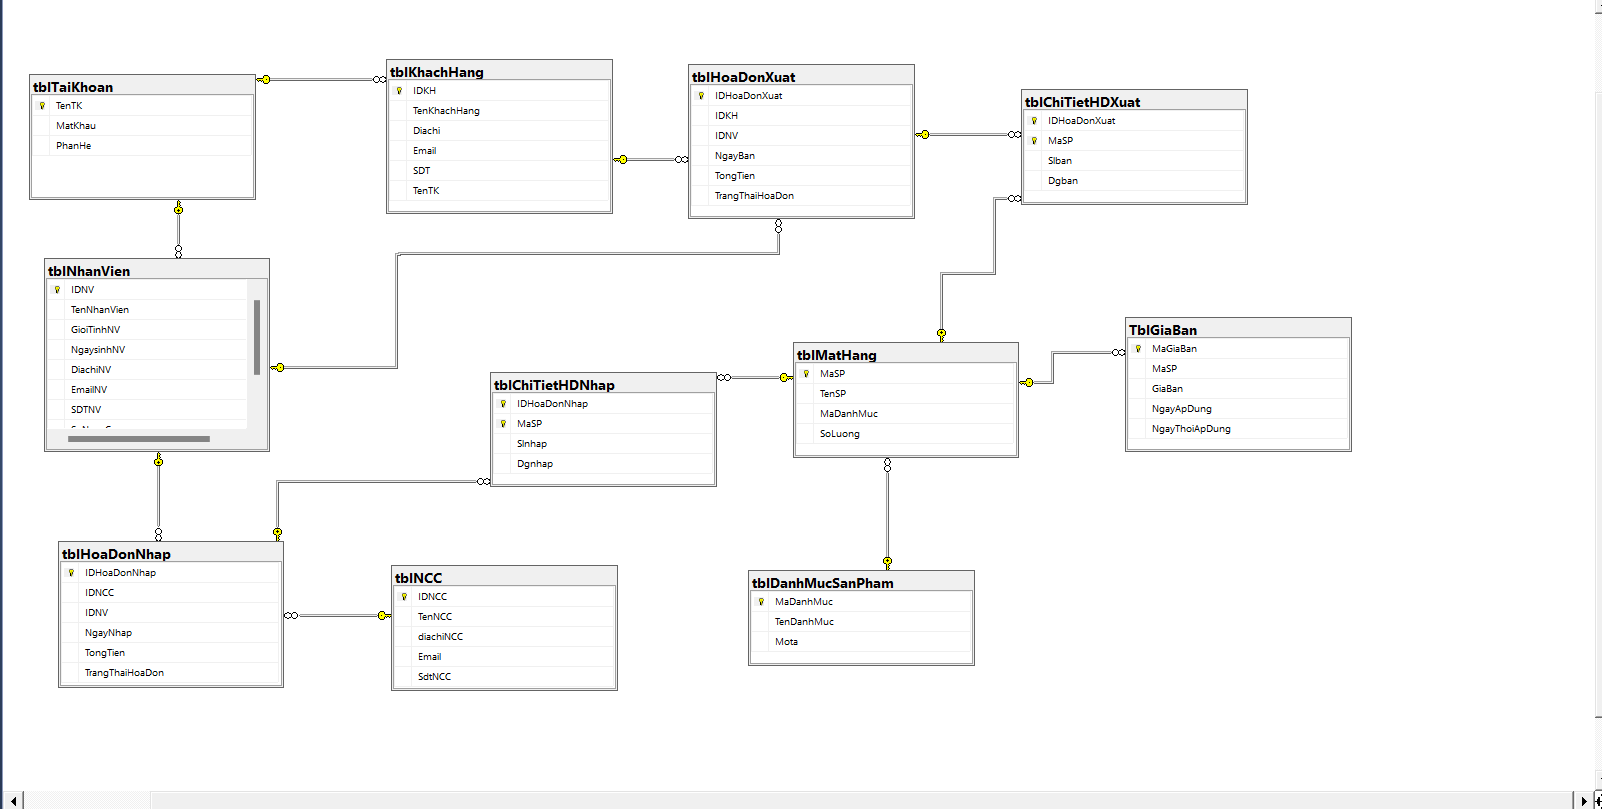 tblTaiKhoan
TenTK
MatKhau
PhanHe
tblKhachHang
IDKH
TenKhachHang
Diachi
Email
SDT
TenTK
tblHoaDonXuat
IDHoaDonXuat
IDKH
IDNV
NgayBan
TongTien
TrangThaiHoaDon
tblChiTietHDXuat
IDHoaDonXuat
MaSP
Slban
Dgban
tblNhanVien
IDNV
TenNhanVien
GioiTinhNV
NgaysinhNV
DiachiNV
EmailNV
SDTNV
tblChiTietHDNhap
IDHoaDonNhap
MaSP
Slnhap
Dgnhap
tblMatHang
MaSP
TenSP
MaDanhMuc
SoLuong
TblGiaBan
MaGiaBan
MaSP
GiaBan
NgayApDung
NgayThoiApDung
tblHoaDonNhap
IDHoaDonNhap
IDNCC
IDNV
NgayNhap
TongTien
TrangThaiHoaDon
tblNCC
IDNCC
TenNCC
diachiNCC
Email
SdtNCC
tblDanhMucSanPham
MaDanhMuc
TenDanhMuc
Mota